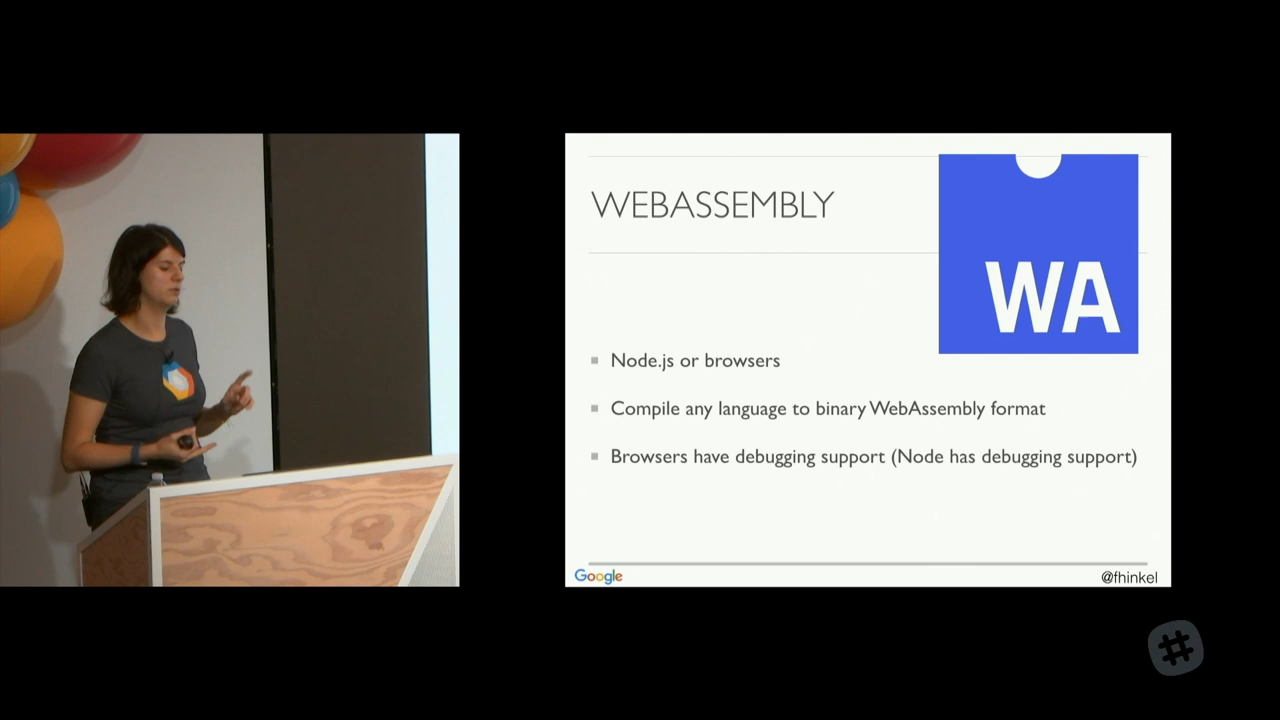 WEBASSEMBLY
WA
Node.js or browsers
Compile any language to binary WebAssembly format
Browsers have debugging support (Node has debugging support)
Google
@fhinkel